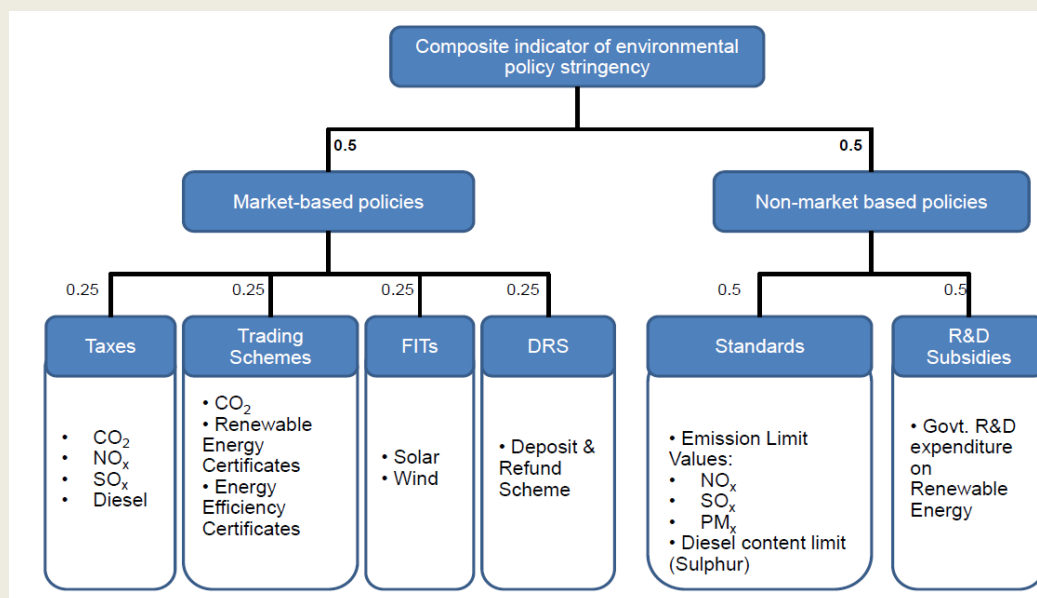 Composite indicator of environmental
policy stringency
0.5
0.5
Market-based policies
Non-market based policies
0.25
0.25
0.25
0.25
0.5
0.5
Taxes
Trading
Schemes
FITs
DRS
Standards
R&D
Subsidies
• CO₂
• NOₓ
• SOₓ
• Diesel
• CO₂
• Renewable
Energy
Certificates
• Energy
Efficiency
Certificates
• Solar
• Wind
• Deposit &
Refund
Scheme
• Emission Limit
Values:
• NOₓ
• SOₓ
• PMₓ
• Diesel content limit
(Sulphur)
• Govt. R&D
expenditure
on
Renewable
Energy